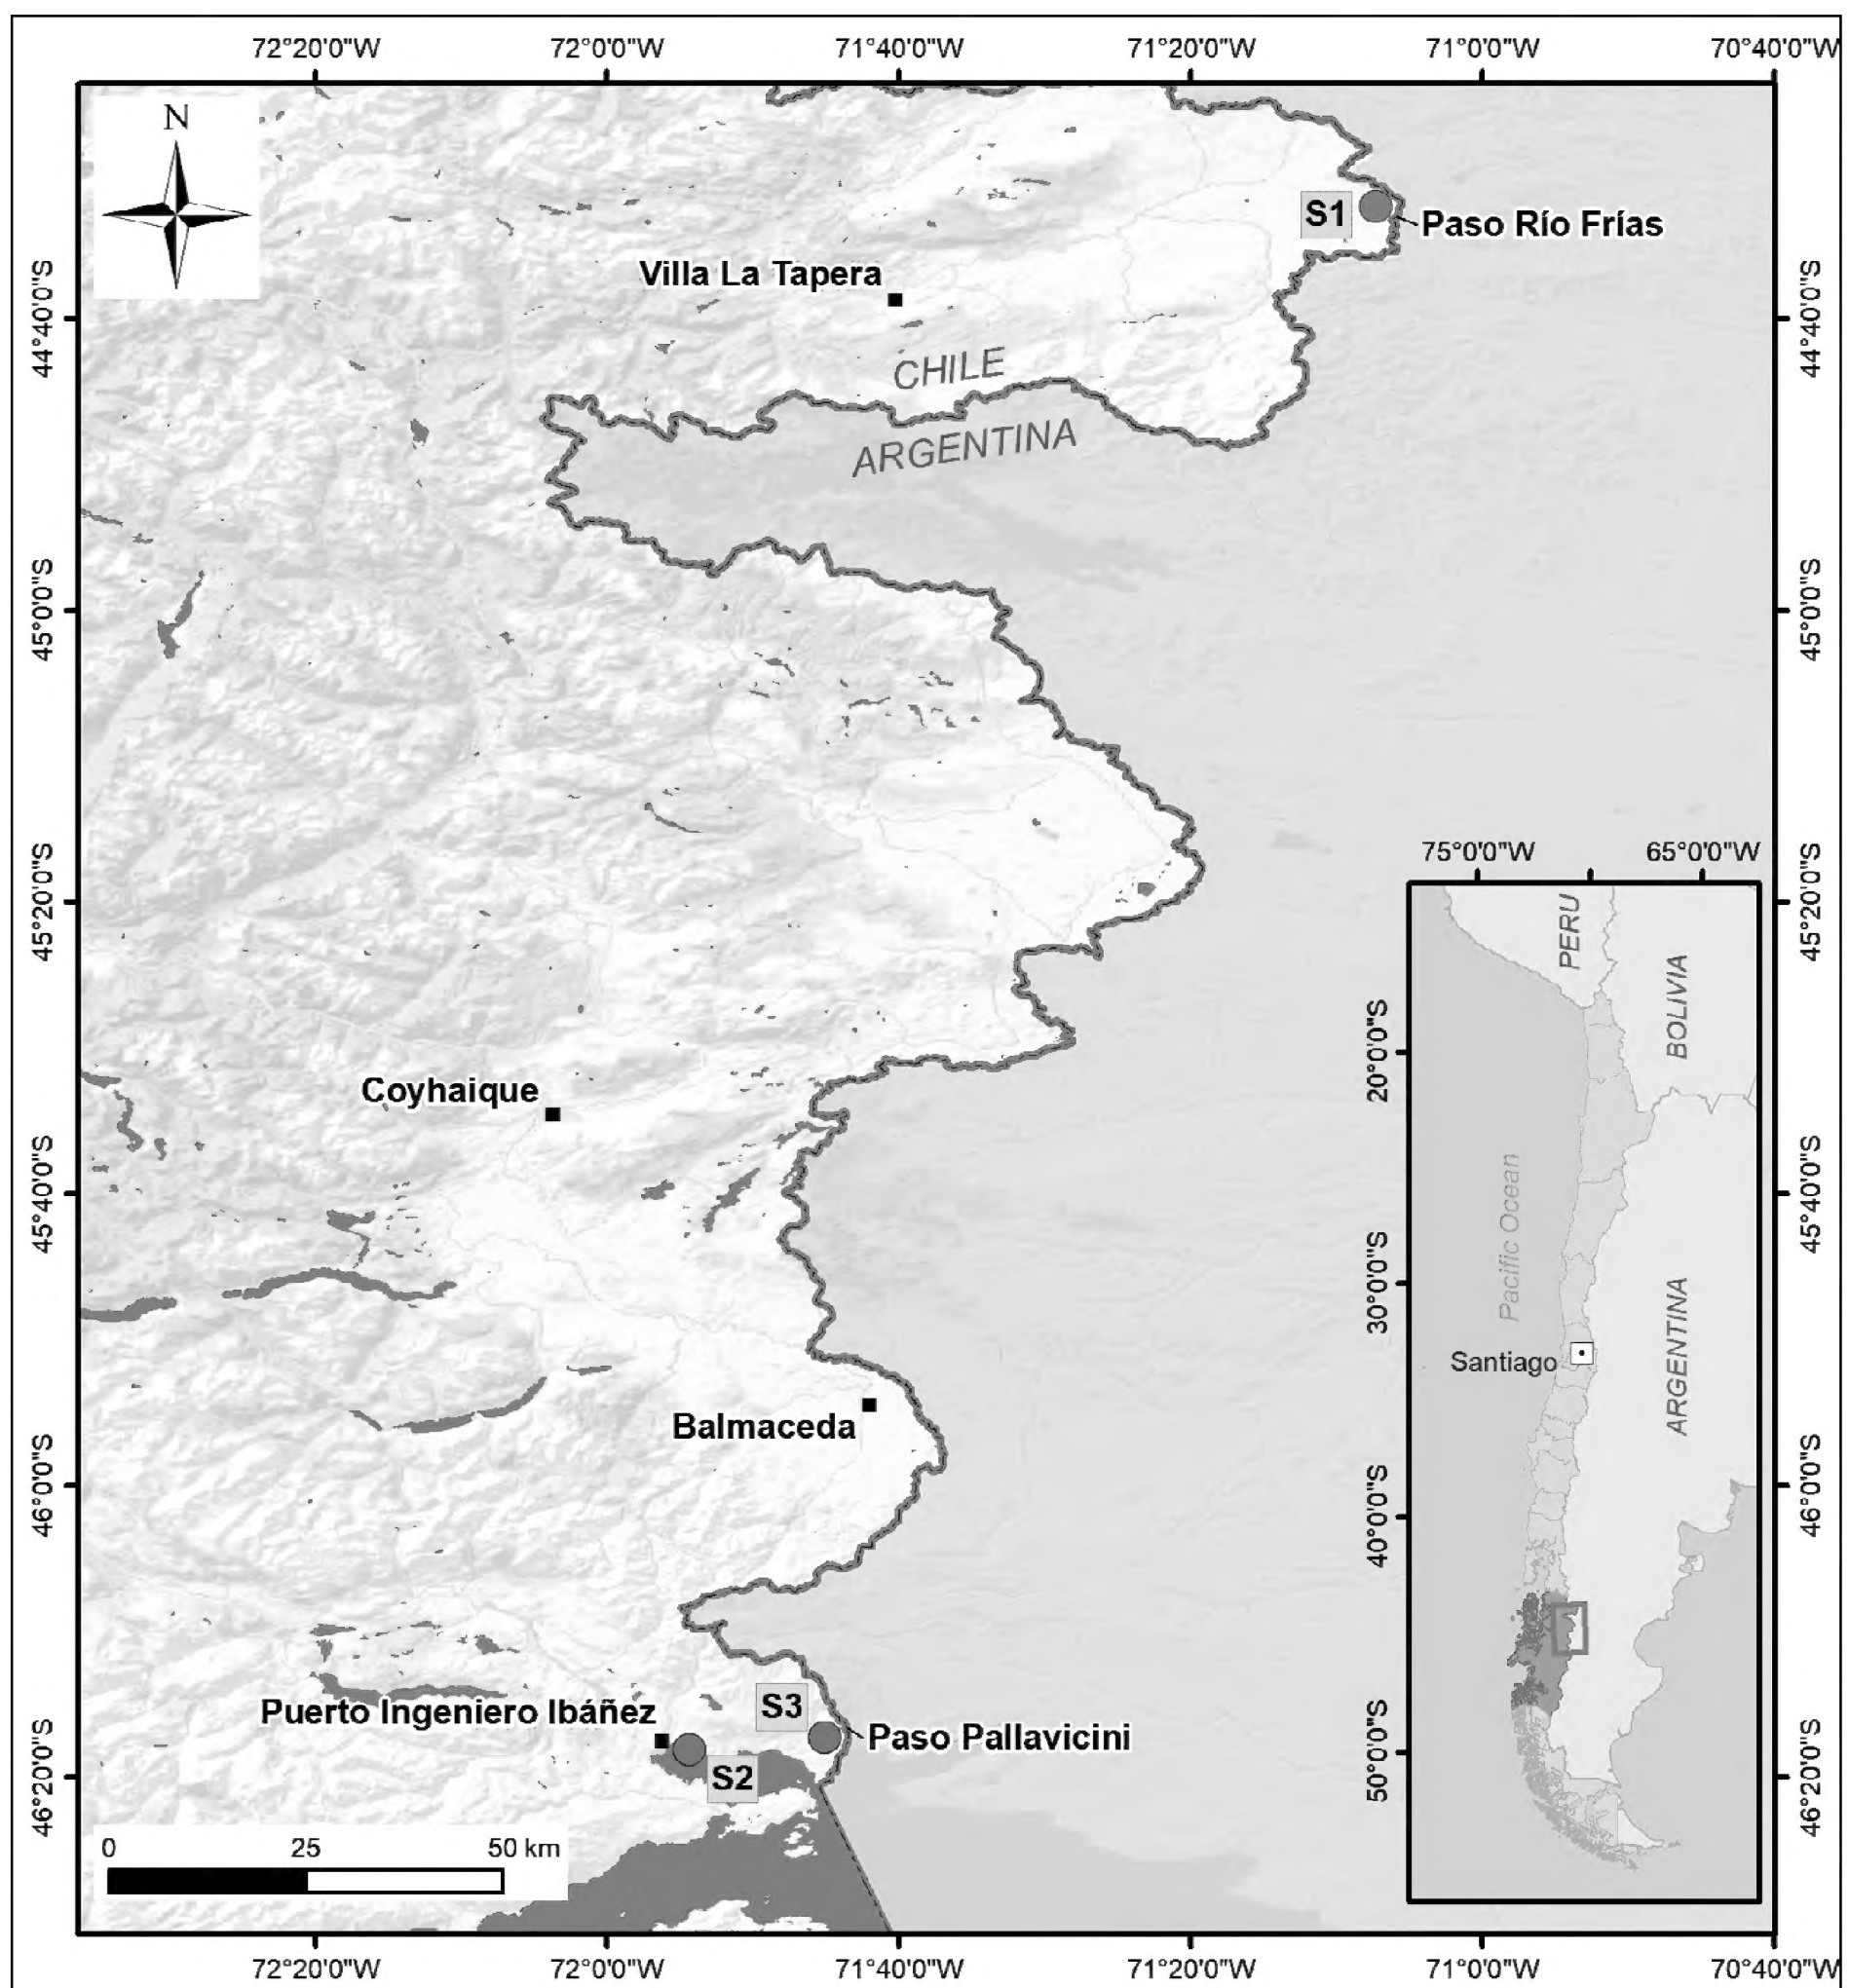 72°20'0"W 72°0'0"W 71°40'0"W 71°20'0"W 71°0'0"W 70°40'0"W
N
S1
Paso Río Frías
Villa La Tapera
44°40'0"S
44°40'0"S
CHILE
ARGENTINA
45°0'0"S
45°0'0"S
45°20'0"S
45°20'0"S
75°0'0"W 65°0'0"W
PERU
BOLIVIA
20°0'0"S
Coyhaique
Pacific Ocean
45°40'0"S
45°40'0"S
30°0'0"S
ARGENTINA
Santiago
Balmaceda
46°0'0"S
46°0'0"S
40°0'0"S
Puerto Ingeniero Ibáñez
S3
Paso Pallavicini
S2
46°20'0"S
46°20'0"S
50°0'0"S
0 25 50 km
72°20'0"W 72°0'0"W 71°40'0"W 71°20'0"W 71°0'0"W 70°40'0"W